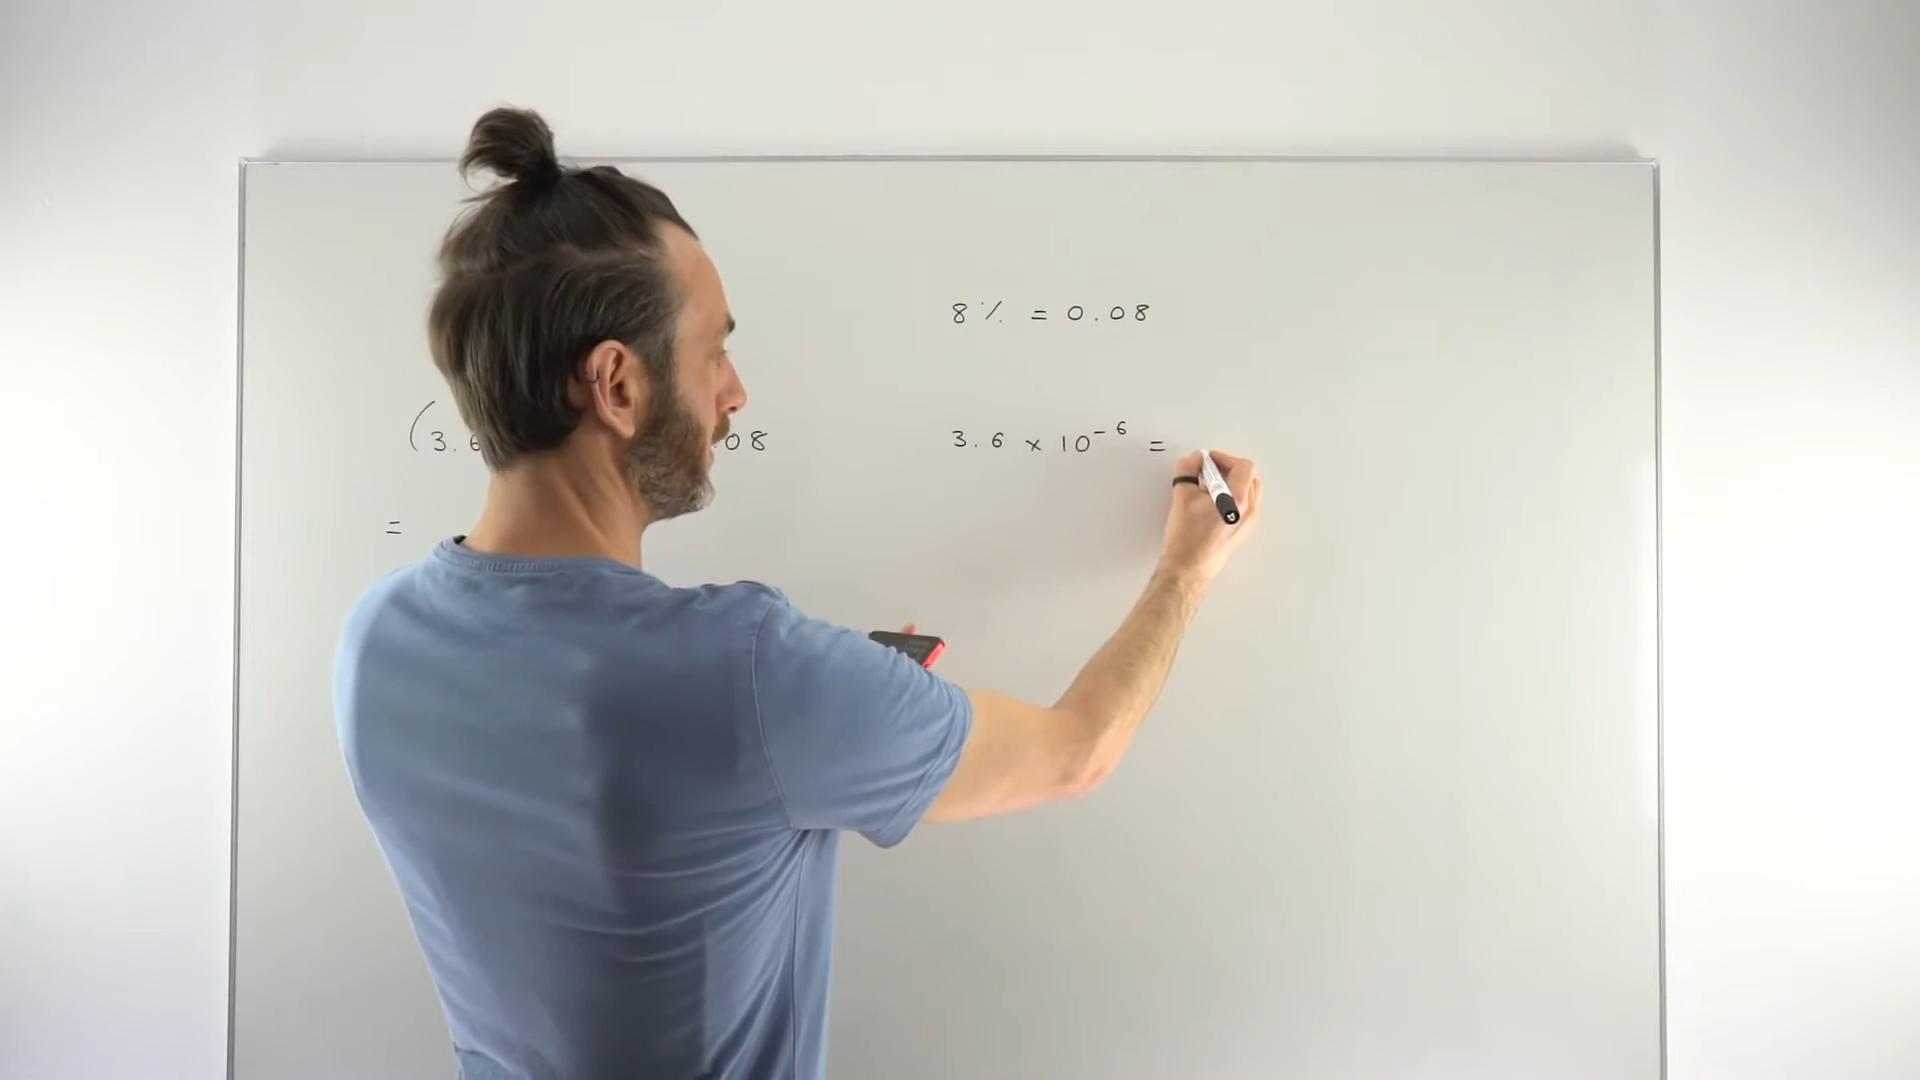 8% = 0.08
(3.6 .08
3.6 × 10⁻⁶ =
=